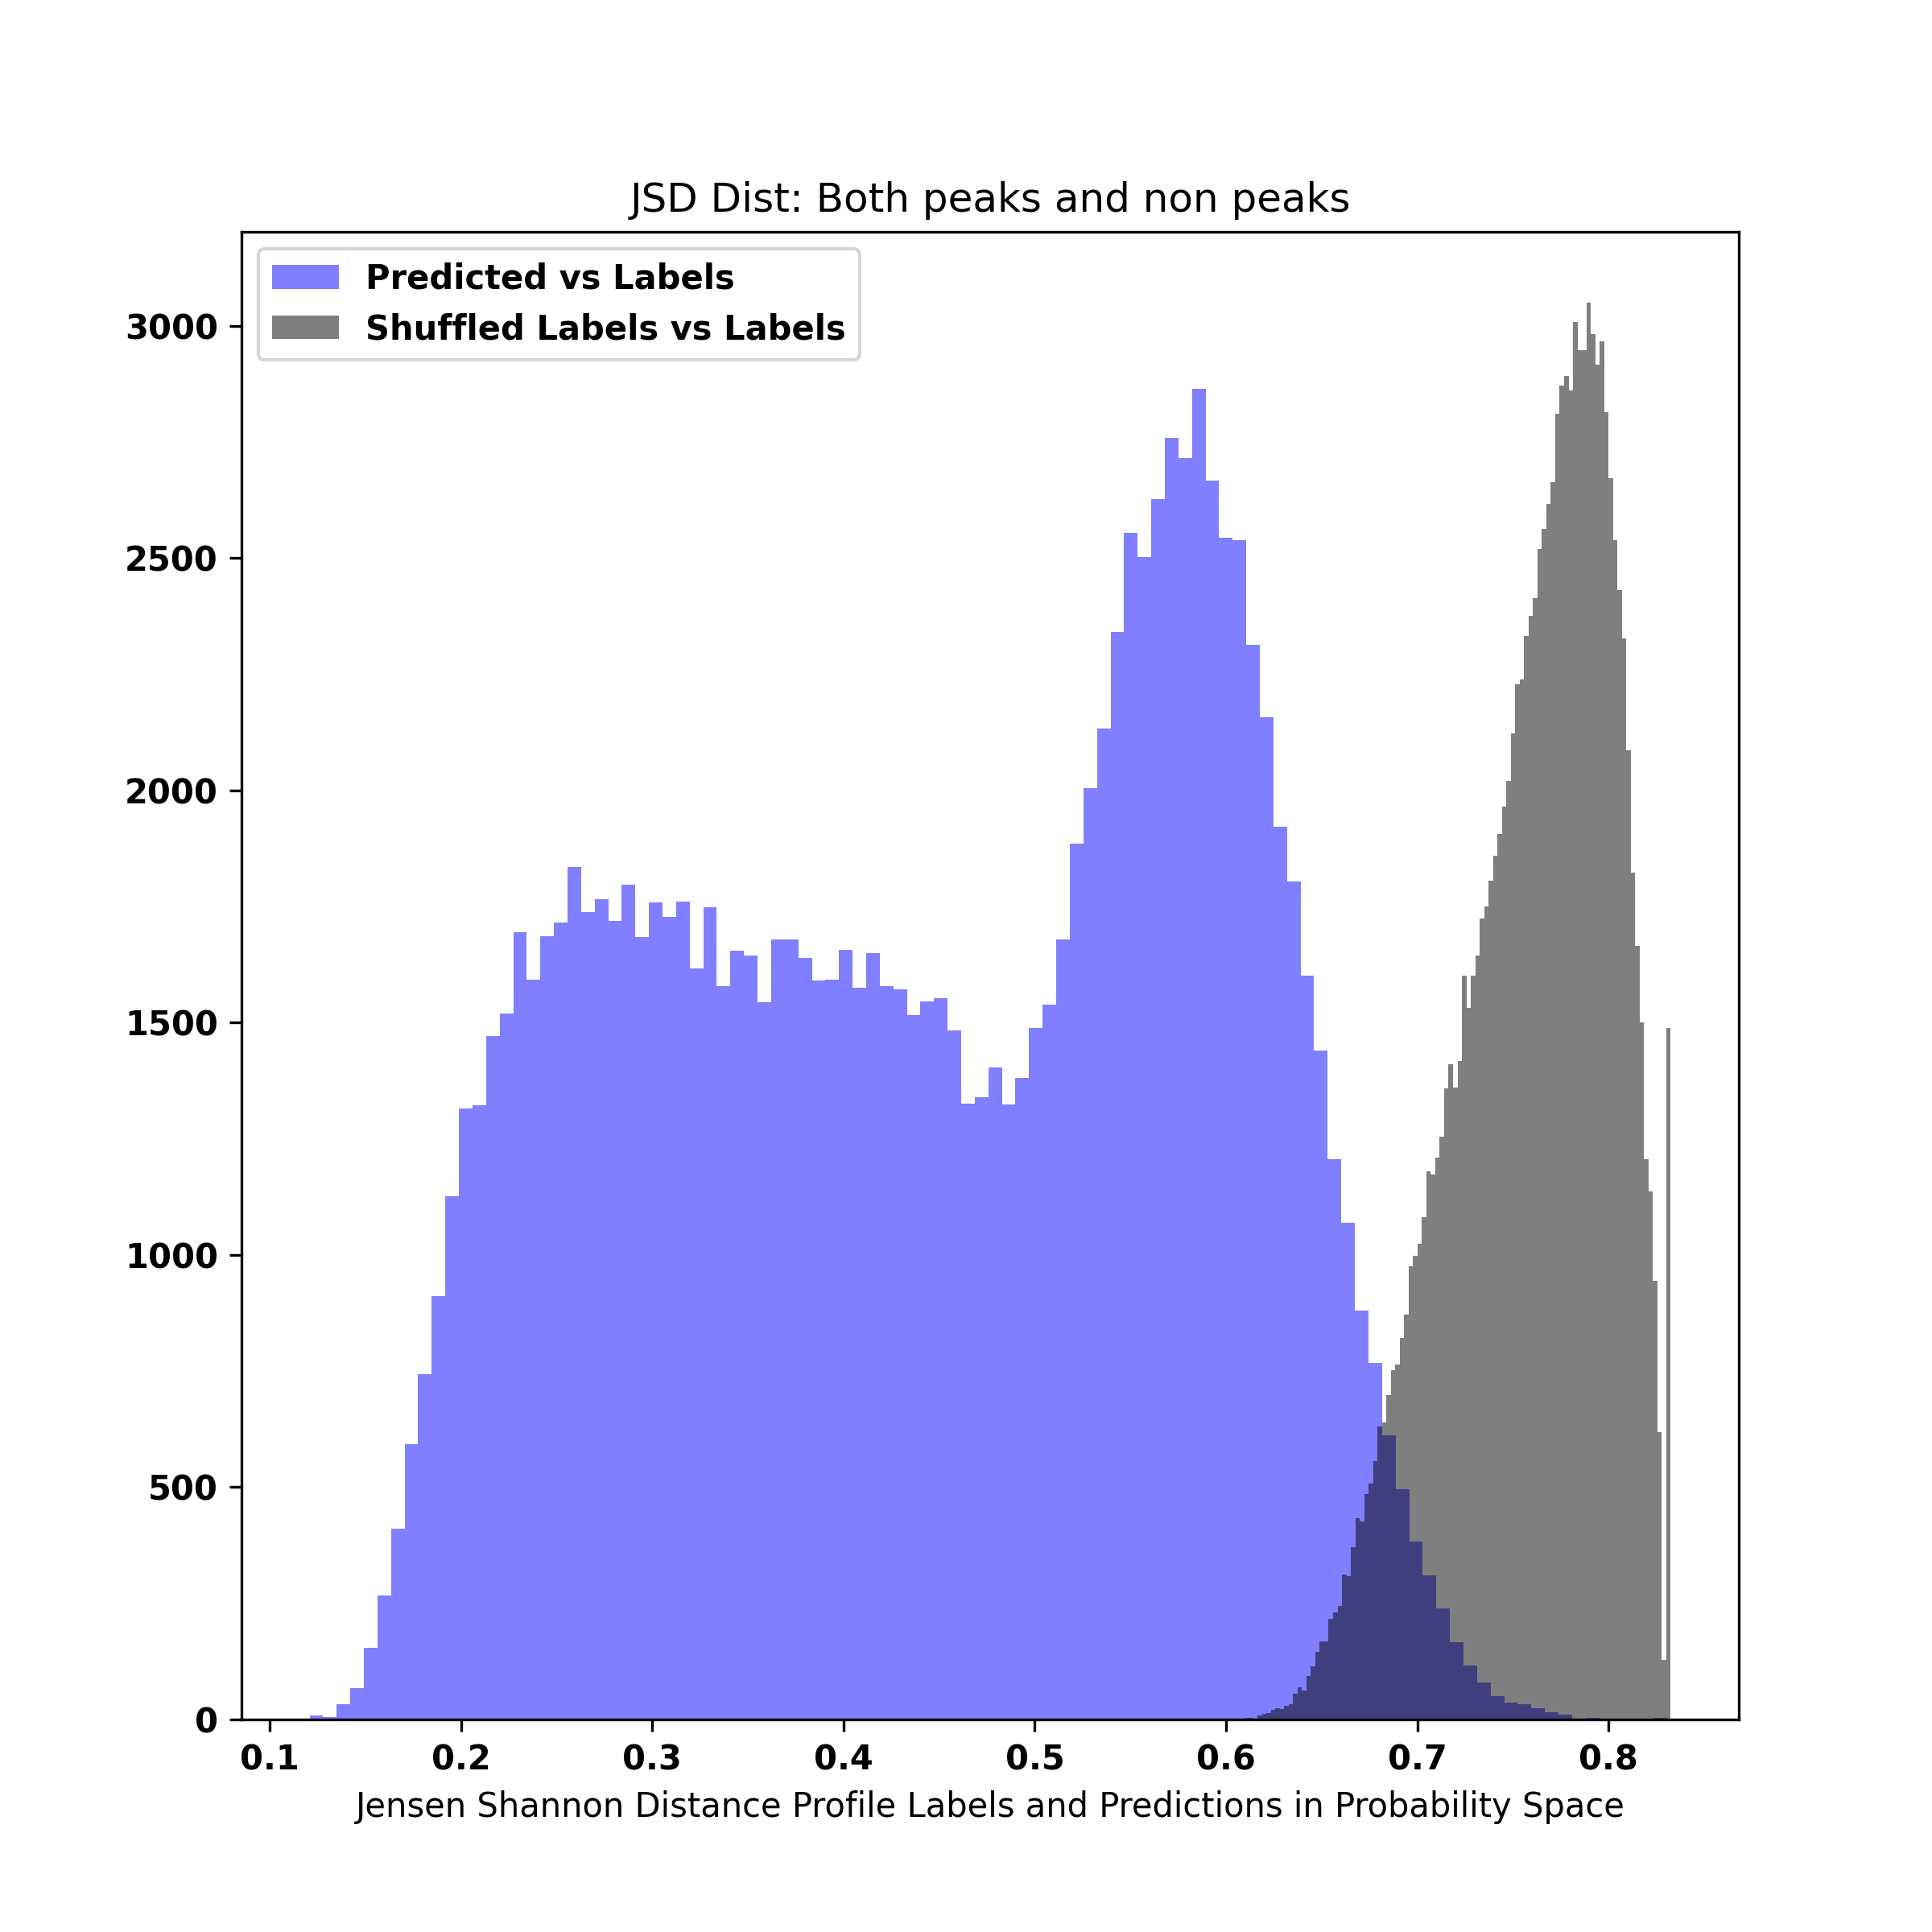 JSD Dist: Both peaks and non peaks
Predicted vs Labels
Shuffled Labels vs Labels
3000
2500
2000
1500
1000
500
0
0.1 0.2 0.3 0.4 0.5 0.6 0.7 0.8
Jensen Shannon Distance Profile Labels and Predictions in Probability Space